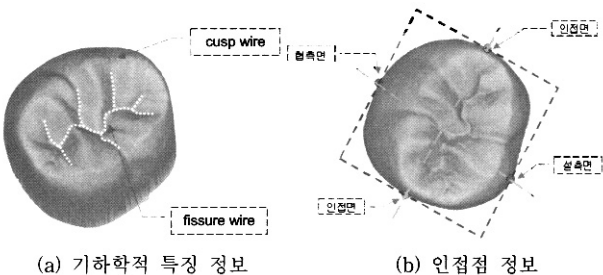 cusp wire
fissure wire
(a) 기하학적 특징 정보
인접면
협측면
설측면
인접면
(b) 인접점 정보